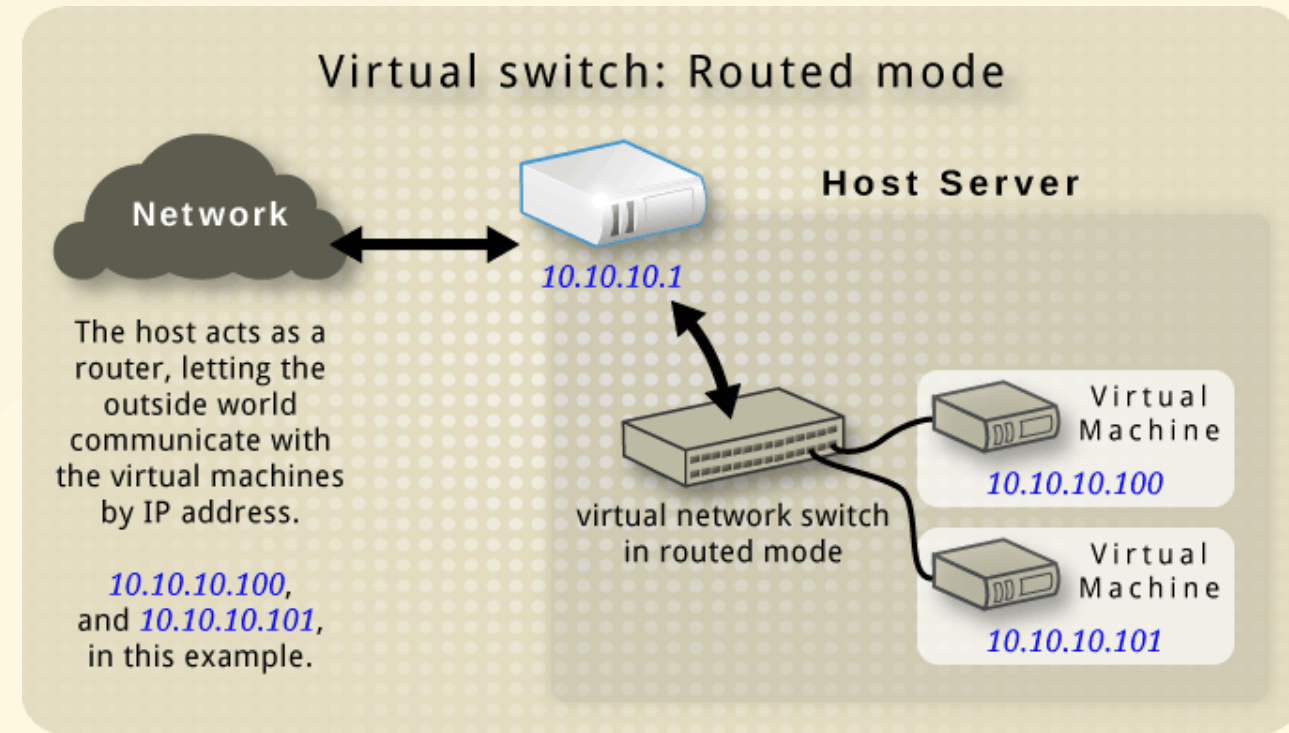 Virtual switch: Routed mode
Network
Host Server
10.10.10.1
The host acts as a
router, letting the
outside world
communicate with
the virtual machines
by IP address.
10.10.10.100,
and 10.10.10.101,
in this example.
virtual network switch
in routed mode
Virtual
Machine
10.10.10.100
Virtual
Machine
10.10.10.101